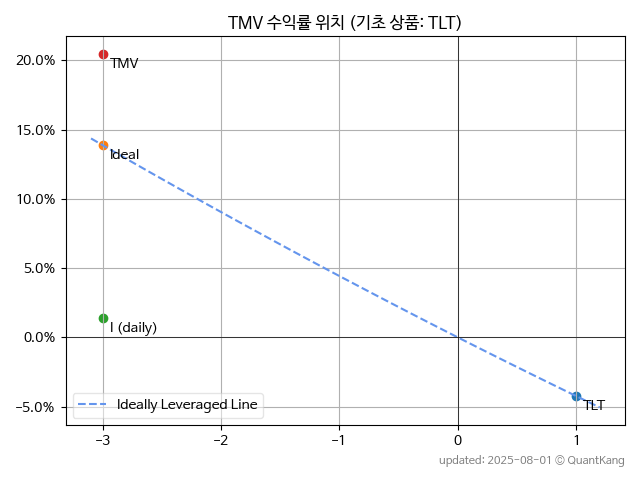 TMV 수익률 위치 (기초 상품: TLT)
20.0%
15.0%
10.0%
5.0%
0.0%
−5.0%
TMV
Ideal
I (daily)
TLT
Ideally Leveraged Line
−3
−2
−1
0
1
updated: 2025-08-01 © QuantKang